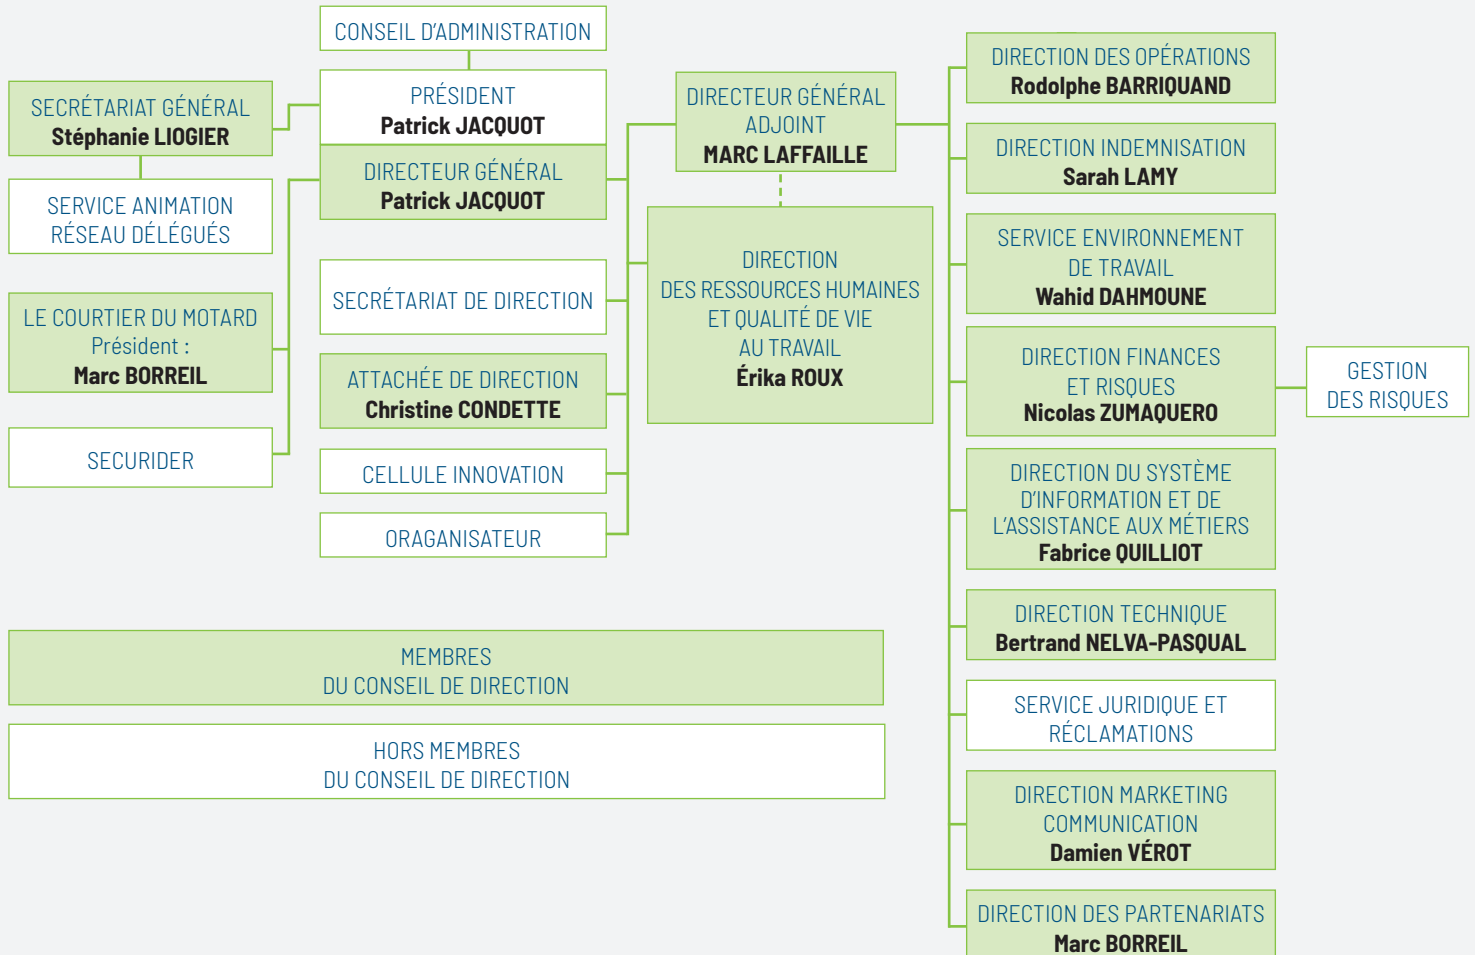 CONSEIL D'ADMINISTRATION
PRÉSIDENT
Patrick JACQUOT
DIRECTEUR GÉNÉRAL
Patrick JACQUOT
SECRÉTARIAT GÉNÉRAL
Stéphanie LIOGIER
SERVICE ANIMATION
RÉSEAU DÉLÉGUÉS
LE COURTIER DU MOTARD
Président :
Marc BORREIL
SECURIDER
SECRÉTARIAT DE DIRECTION
ATTACHÉE DE DIRECTION
Christine CONDETTE
CELLULE INNOVATION
ORAGANISATEUR
DIRECTEUR GÉNÉRAL
ADJOINT
MARC LAFFAILLE
DIRECTION
DES RESSOURCES HUMAINES
ET QUALITÉ DE VIE
AU TRAVAIL
Érika ROUX
DIRECTION DES OPÉRATIONS
Rodolphe BARRIQUAND
DIRECTION INDEMNISATION
Sarah LAMY
SERVICE ENVIRONNEMENT
DE TRAVAIL
Wahid DAHMOUNE
DIRECTION FINANCES
ET RISQUES
Nicolas ZUMAQUERO
GESTION
DES RISQUES
DIRECTION DU SYSTÈME
D'INFORMATION ET DE
L'ASSISTANCE AUX MÉTIERS
Fabrice QUILLIOT
DIRECTION TECHNIQUE
Bertrand NELVA-PASQUAL
SERVICE JURIDIQUE ET
RÉCLAMATIONS
DIRECTION MARKETING
COMMUNICATION
Damien VÉROT
DIRECTION DES PARTENARIATS
Marc BORREIL
MEMBRES
DU CONSEIL DE DIRECTION
HORS MEMBRES
DU CONSEIL DE DIRECTION